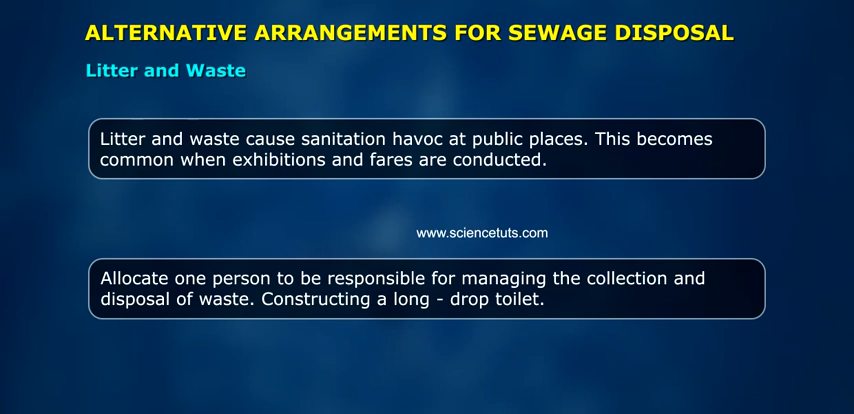 ALTERNATIVE ARRANGEMENTS FOR SEWAGE DISPOSAL
Litter and Waste
Litter and waste cause sanitation havoc at public places. This becomes
common when exhibitions and fares are conducted.
www.sciencetuts.com
Allocate one person to be responsible for managing the collection and
disposal of waste. Constructing a long - drop toilet.